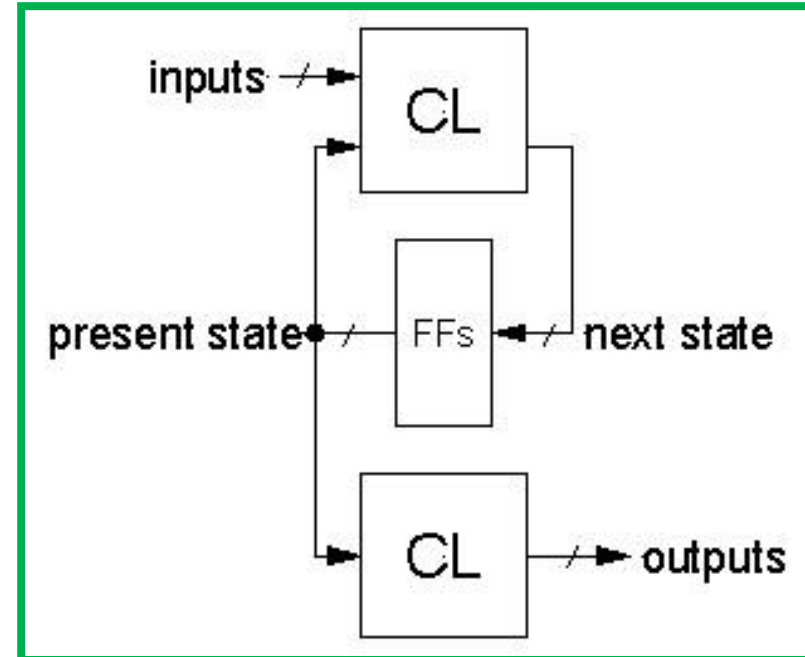 inputs
CL
present state
FFs
next state
CL
outputs